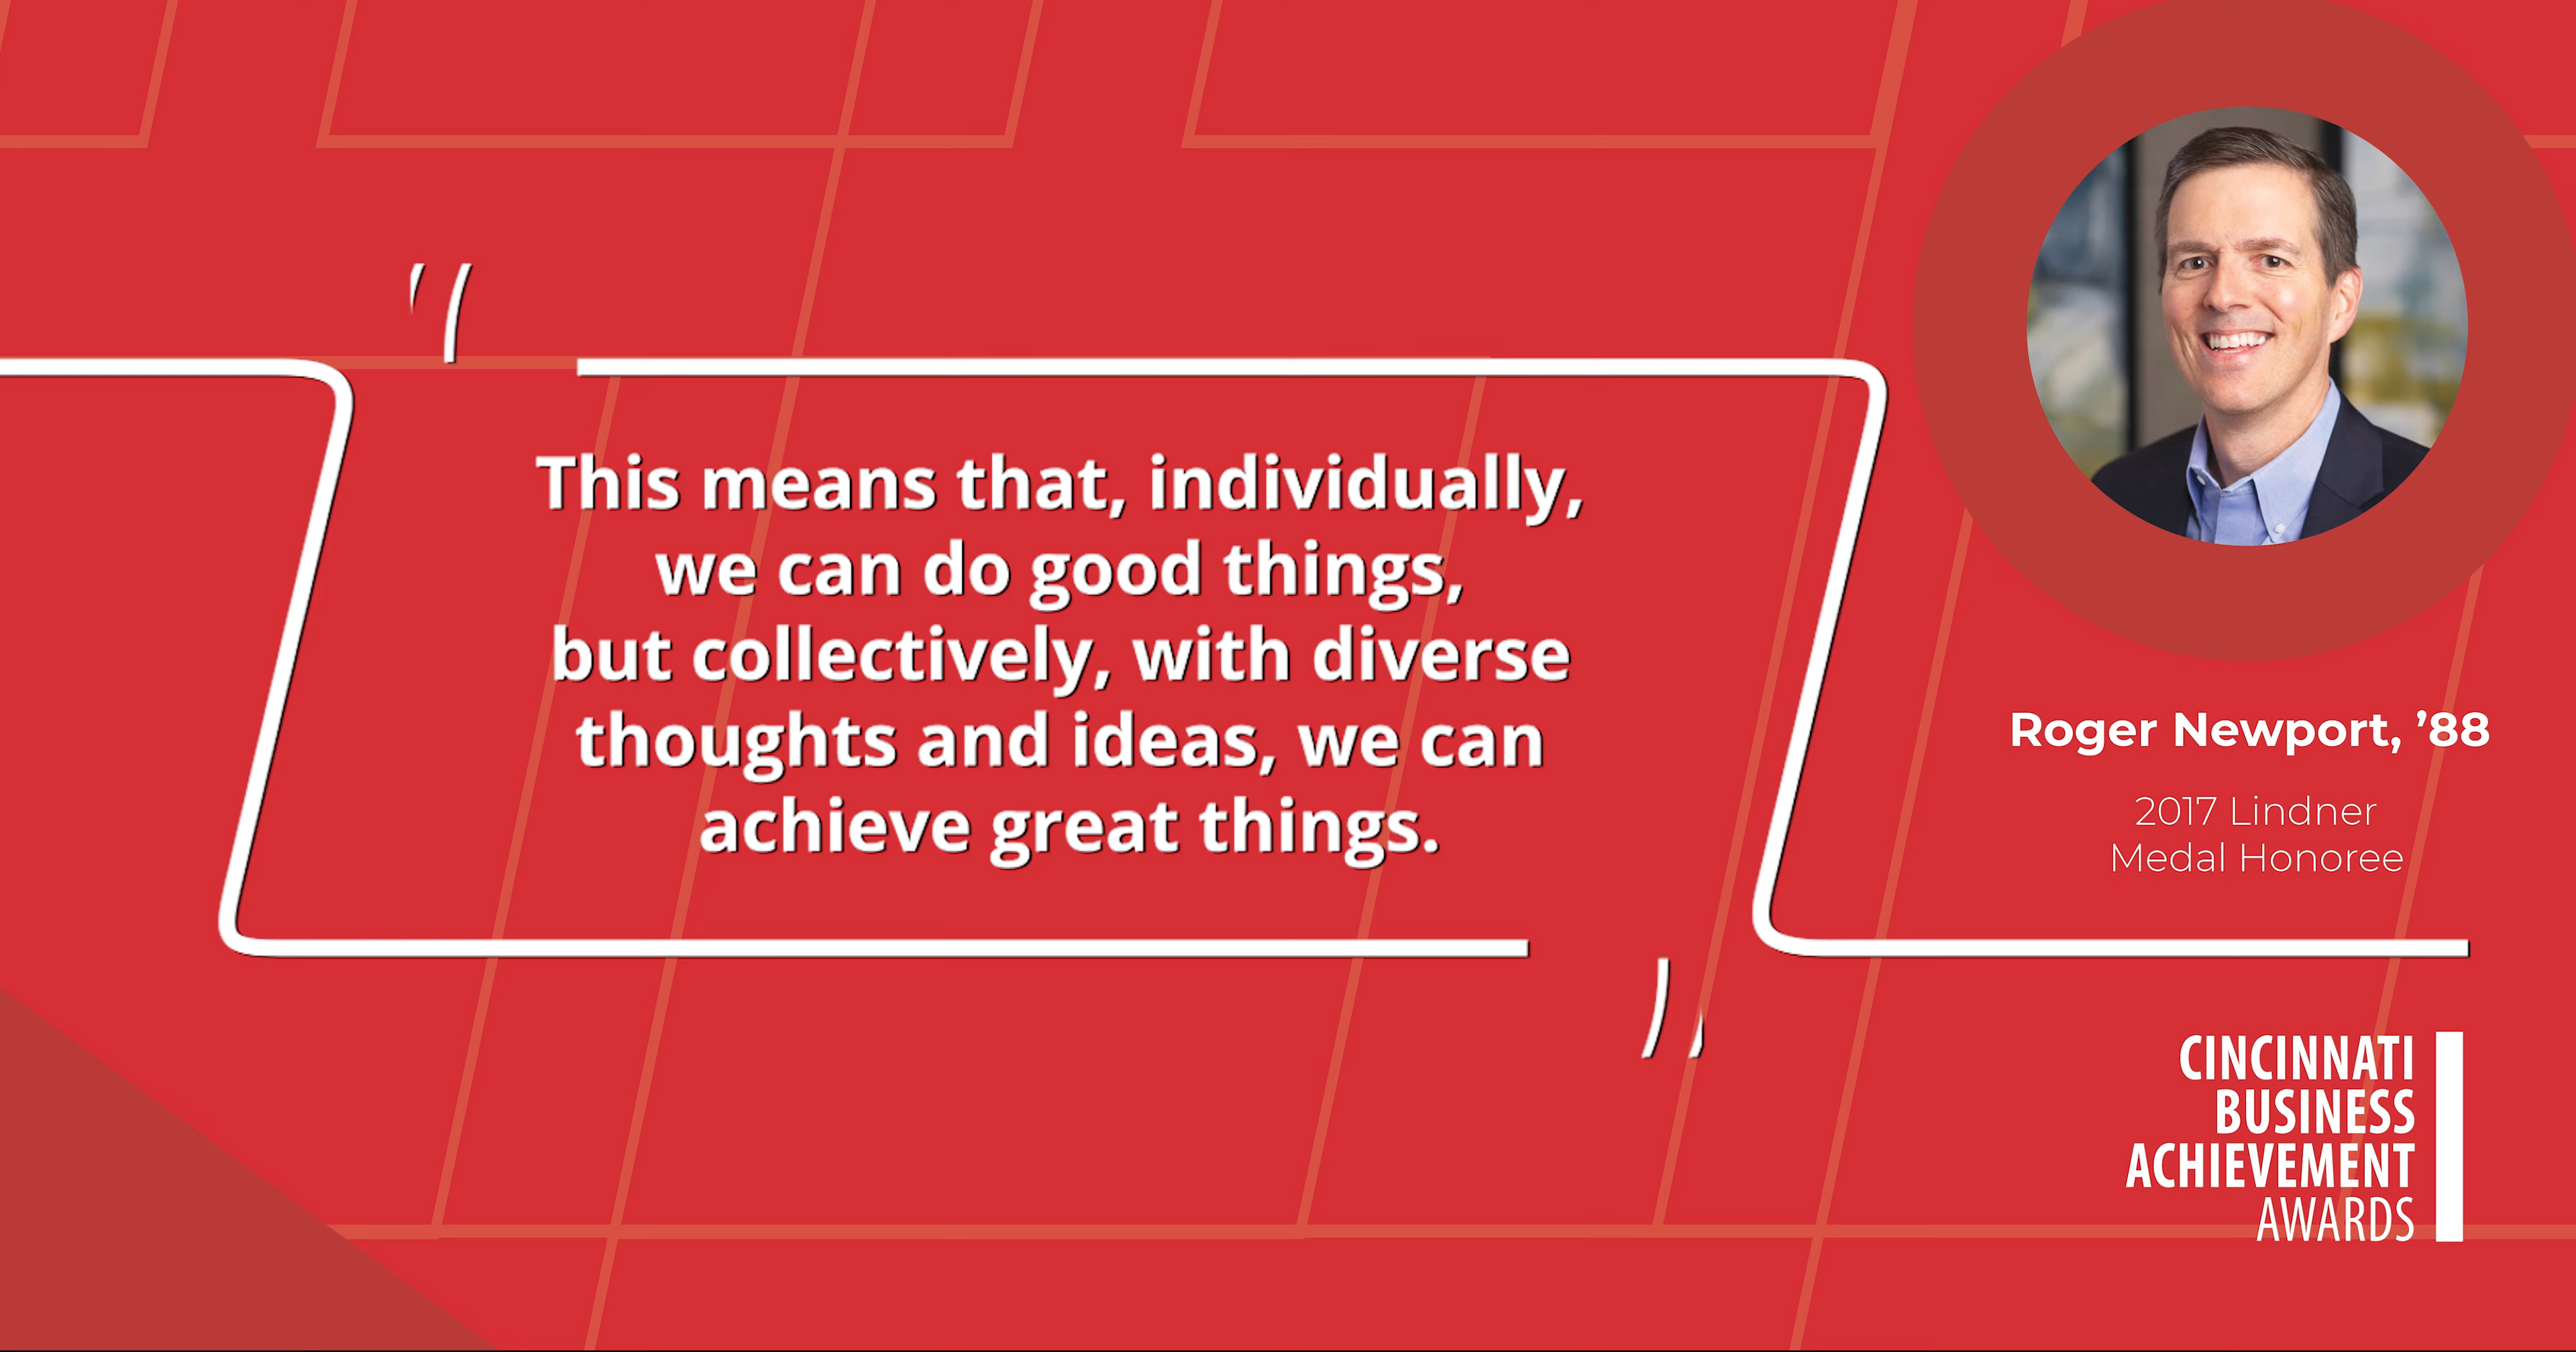 "
This means that, individually,
we can do good things,
but collectively, with diverse
thoughts and ideas, we can
achieve great things.
"
Roger Newport, ’88
2017 Lindner
Medal Honoree
CINCINNATI
BUSINESS
ACHIEVEMENT
AWARDS